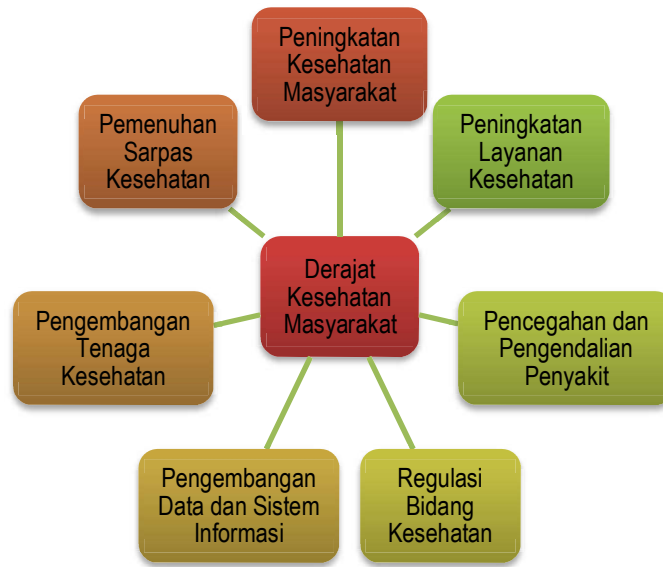 Peningkatan
Kesehatan
Masyarakat
Peningkatan
Layanan
Kesehatan
Pencegahan dan
Pengendalian
Penyakit
Regulasi
Bidang
Kesehatan
Pengembangan
Data dan Sistem
Informasi
Pengembangan
Tenaga
Kesehatan
Pemenuhan
Sarpas
Kesehatan
Derajat
Kesehatan
Masyarakat